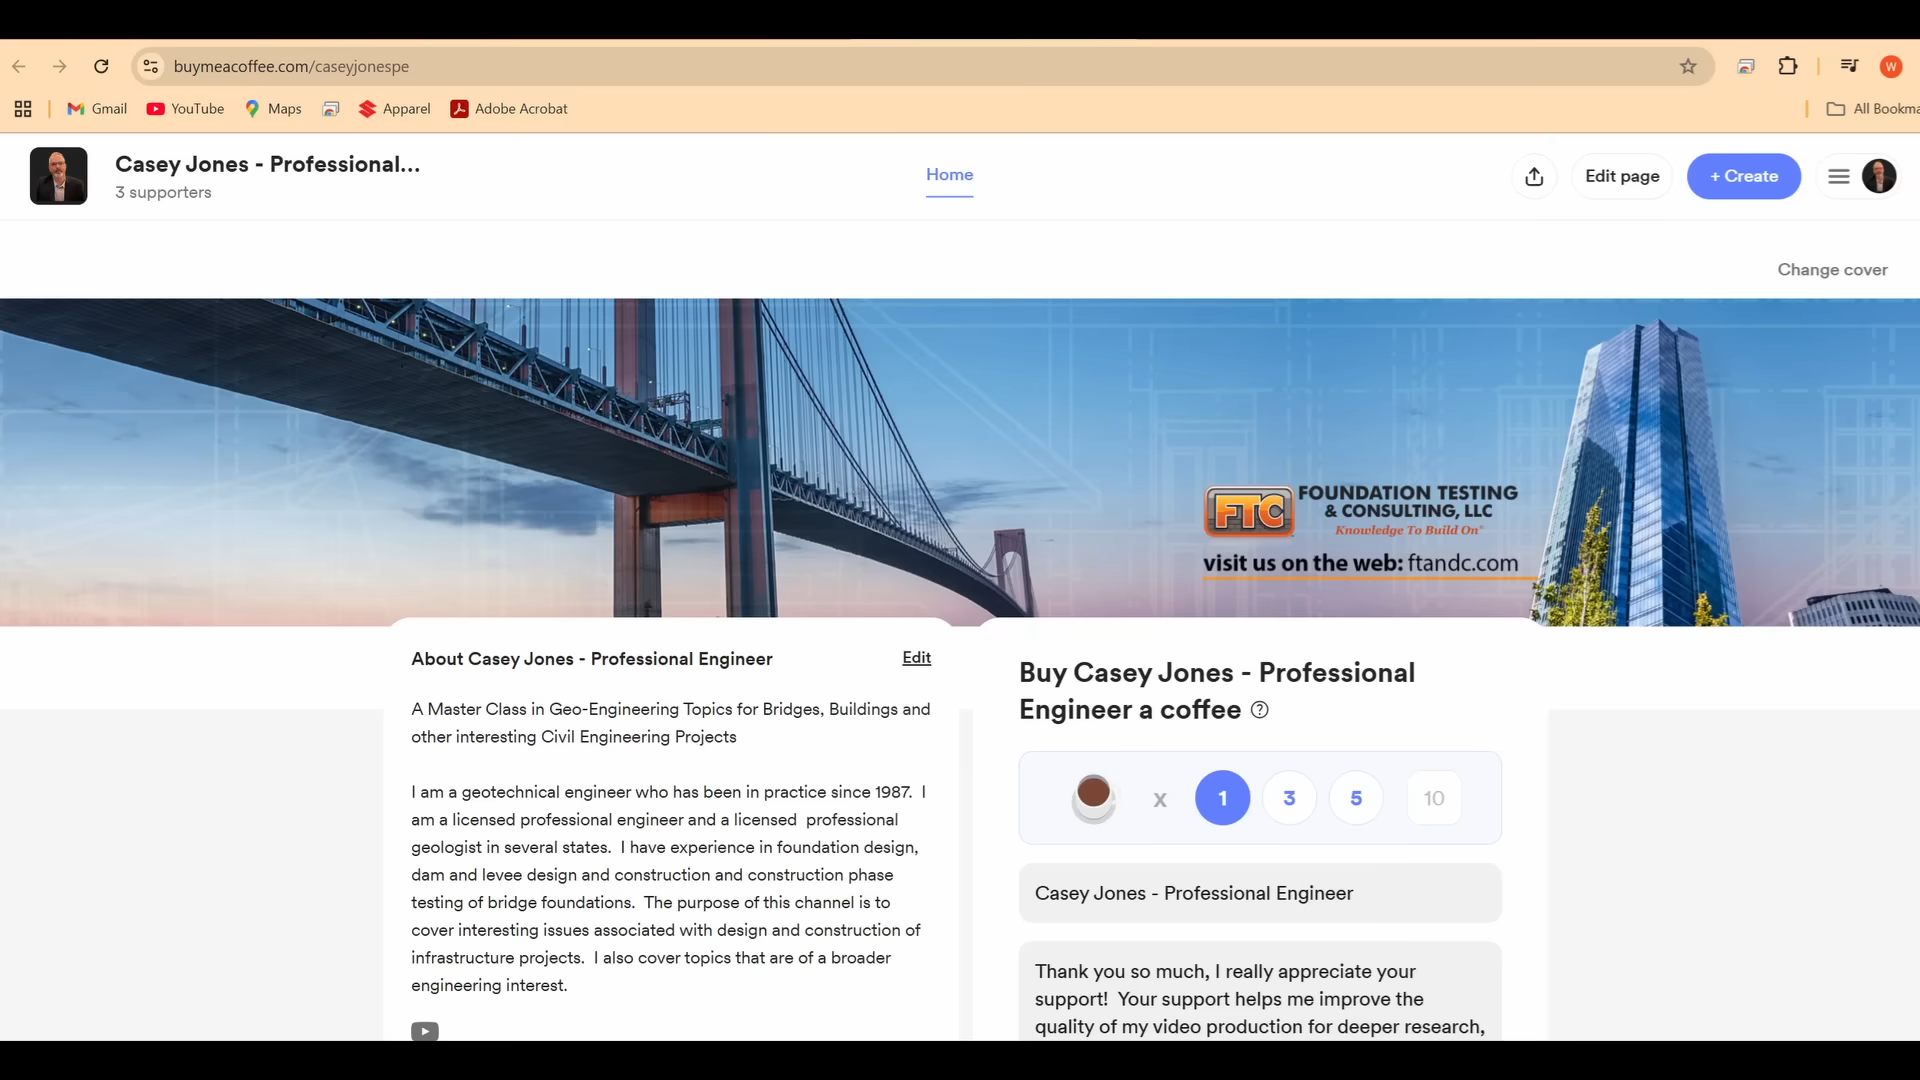 buymeacoffee.com/caseyjonespe
W
Gmail
YouTube
Maps
Apparel
Adobe Acrobat
All Bookma
Casey Jones - Professional...
3 supporters
Home
Edit page
+ Create
Change cover
FTC
FOUNDATION TESTING
& CONSULTING, LLC
Knowledge To Build On®
visit us on the web: ftandc.com
About Casey Jones - Professional Engineer
Edit
A Master Class in Geo-Engineering Topics for Bridges, Buildings and
other interesting Civil Engineering Projects
I am a geotechnical engineer who has been in practice since 1987.  I
am a licensed professional engineer and a licensed  professional
geologist in several states.  I have experience in foundation design,
dam and levee design and construction and construction phase
testing of bridge foundations.  The purpose of this channel is to
cover interesting issues associated with design and construction of
infrastructure projects.  I also cover topics that are of a broader
engineering interest.
Buy Casey Jones - Professional
Engineer a coffee ?
x 1 3 5 10
Casey Jones - Professional Engineer
Thank you so much, I really appreciate your
support!  Your support helps me improve the
quality of my video production for deeper research,